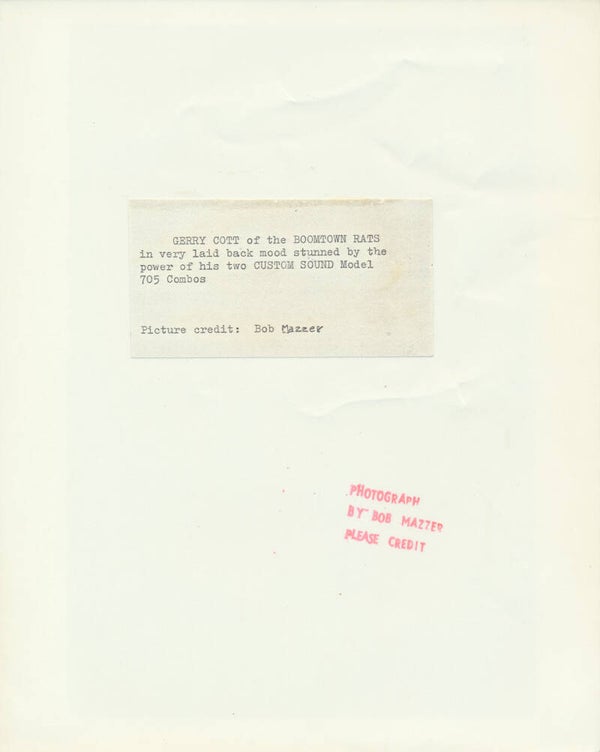 GERRY COTT of the BOOMTOWN RATS
in very laid back mood stunned by the
power of his two CUSTOM SOUND Model
705 Combos
Picture credit: Bob Mazzer
PHOTOGRAPH
BY BOB MAZZER
PLEASE CREDIT